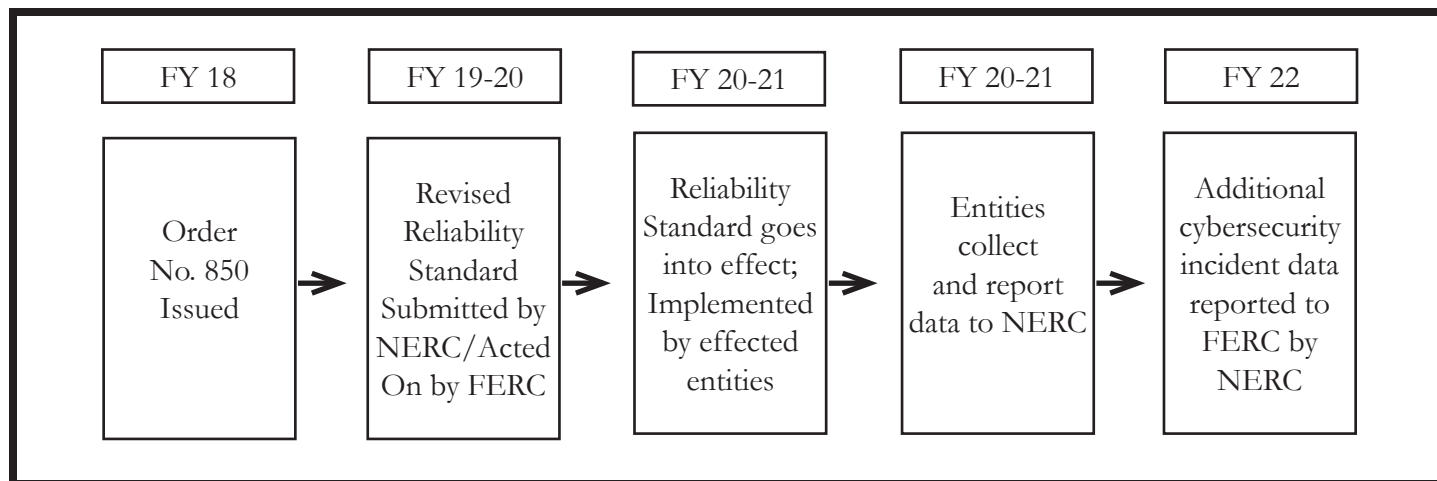 FY 18
Order
No. 850
Issued
FY 19-20
Revised
Reliability
Standard
Submitted by
NERC/Acted
On by FERC
FY 20-21
Reliability
Standard goes
into effect;
Implemented
by effected
entities
FY 20-21
Entities
collect
and report
data to NERC
FY 22
Additional
cybersecurity
incident data
reported to
FERC by
NERC